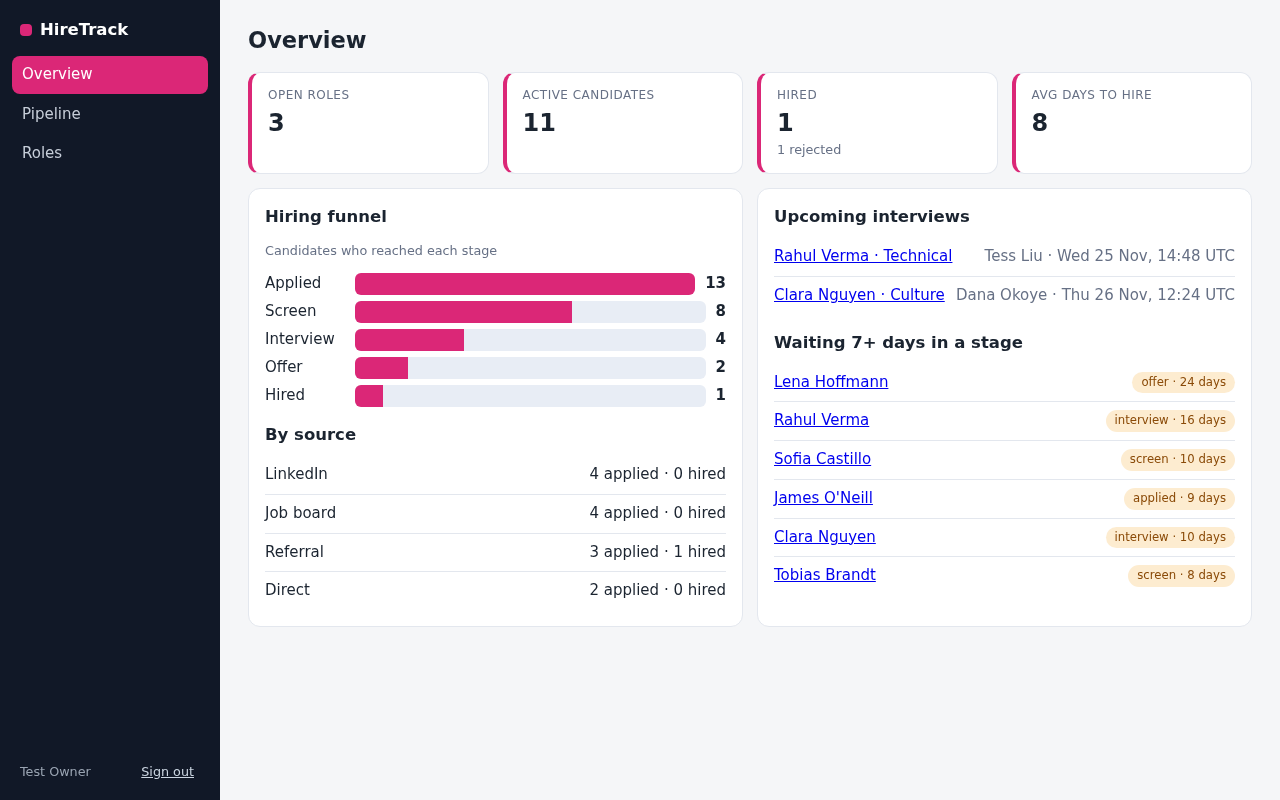 HireTrack
Overview
Pipeline
Roles
Test Owner
Sign out
Overview
OPEN ROLES
3
ACTIVE CANDIDATES
11
HIRED
1
1 rejected
AVG DAYS TO HIRE
8
Hiring funnel
Candidates who reached each stage
Applied 13
Screen 8
Interview 4
Offer 2
Hired 1
By source
LinkedIn 4 applied · 0 hired
Job board 4 applied · 0 hired
Referral 3 applied · 1 hired
Direct 2 applied · 0 hired
Upcoming interviews
Rahul Verma · Technical Tess Liu · Wed 25 Nov, 14:48 UTC
Clara Nguyen · Culture Dana Okoye · Thu 26 Nov, 12:24 UTC
Waiting 7+ days in a stage
Lena Hoffmann offer · 24 days
Rahul Verma interview · 16 days
Sofia Castillo screen · 10 days
James O'Neill applied · 9 days
Clara Nguyen interview · 10 days
Tobias Brandt screen · 8 days